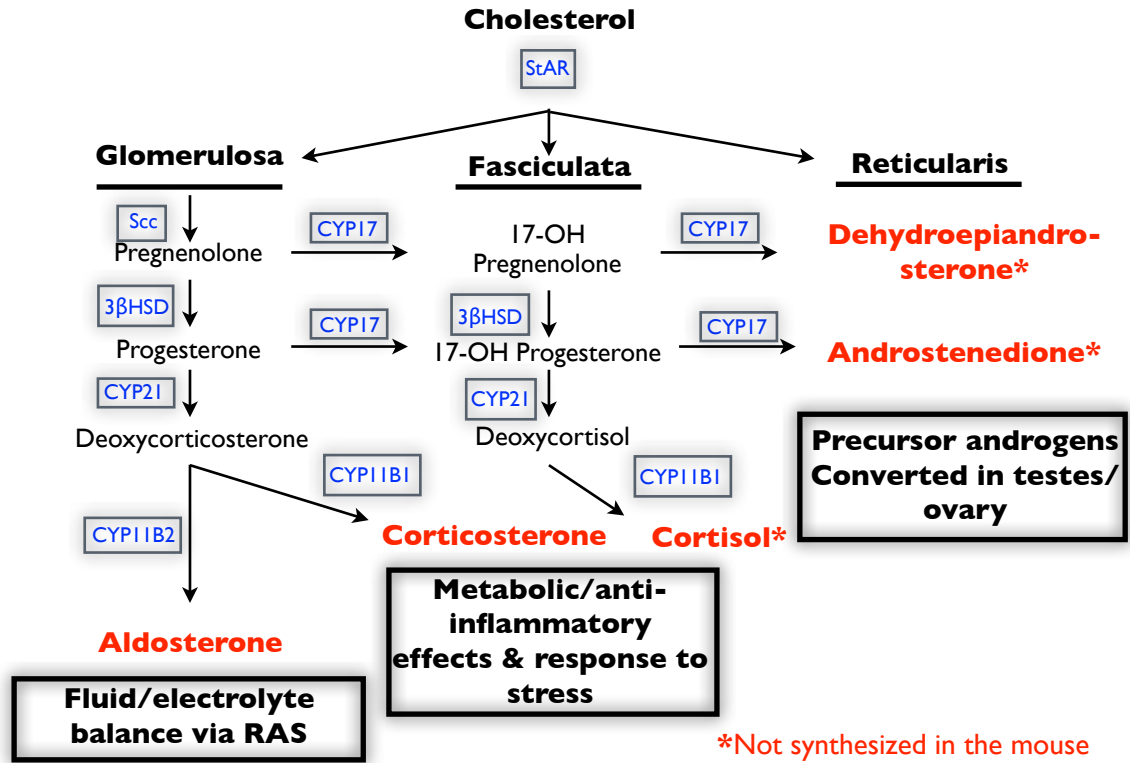 Cholesterol
StAR
Glomerulosa
Fasciculata
Reticularis
Scc
Pregnenolone
CYP17
17-OH
Pregnenolone
CYP17
Dehydroepiandro-
sterone*
3βHSD
Progesterone
CYP17
3βHSD
17-OH Progesterone
CYP17
Androstenedione*
CYP21
Deoxycorticosterone
CYP21
Deoxycortisol
Precursor androgens
Converted in testes/
ovary
CYP11B1
CYP11B1
CYP11B2
Corticosterone
Cortisol*
Metabolic/anti-
inflammatory
effects & response to
stress
Aldosterone
Fluid/electrolyte
balance via RAS
*Not synthesized in the mouse